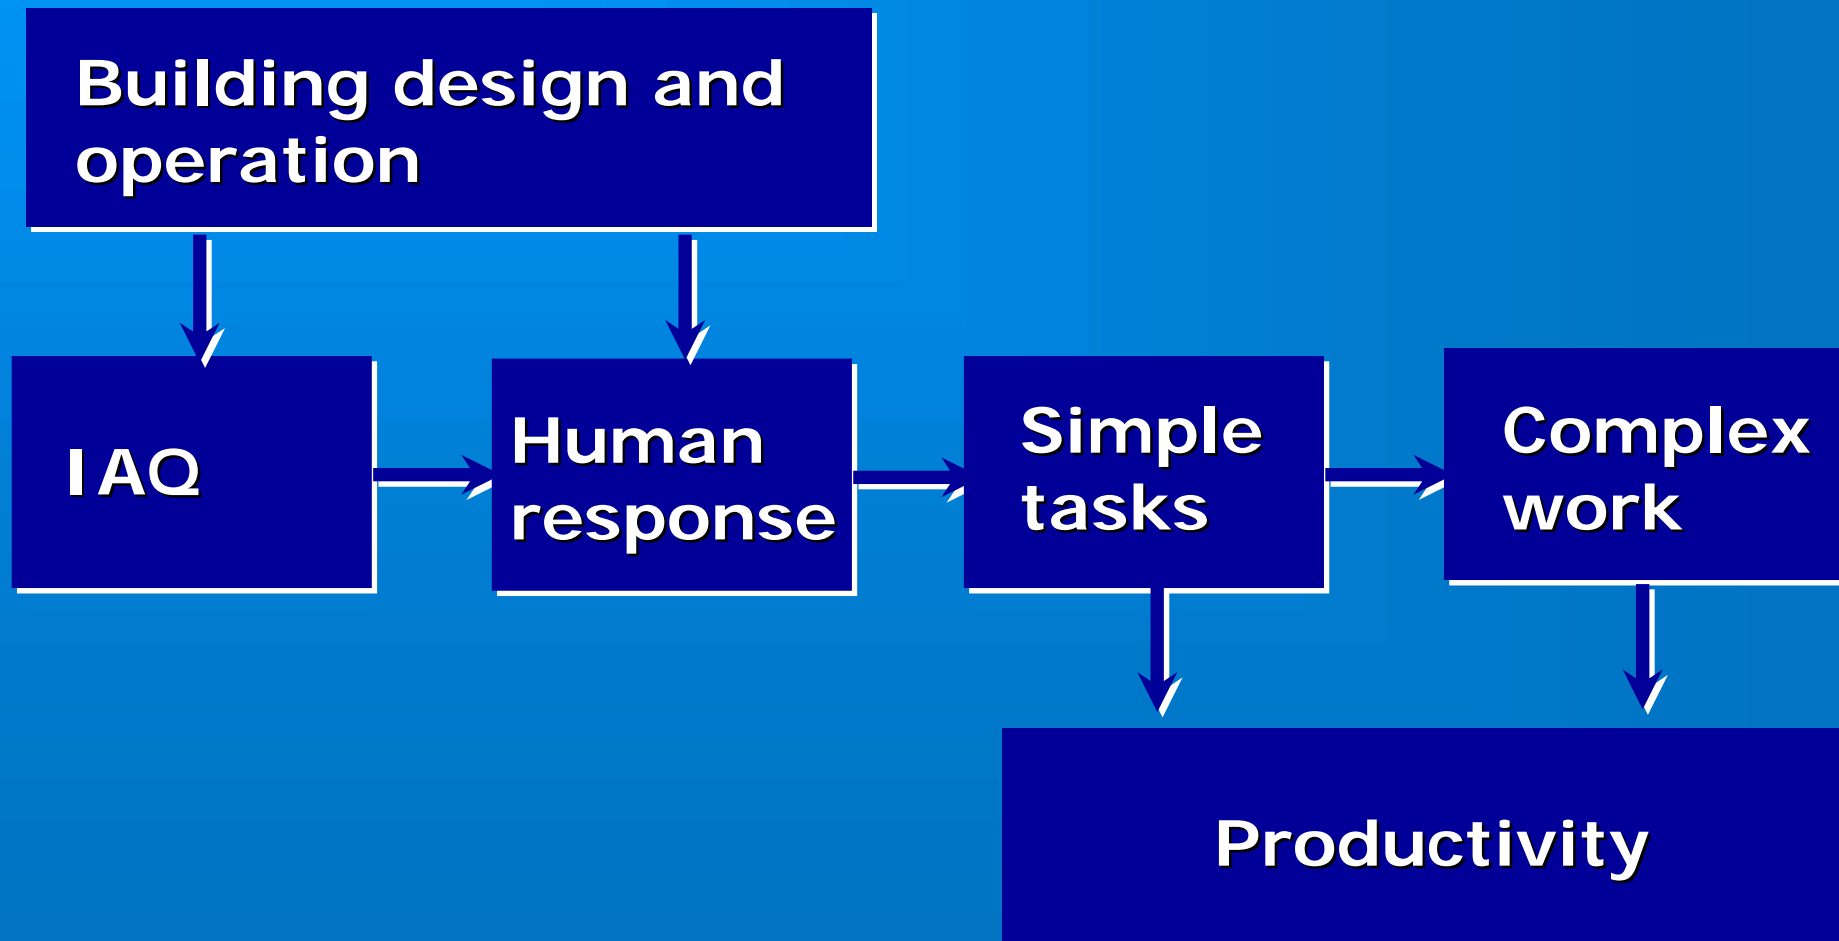 Building design and
operation
IAQ
Human
response
Simple
tasks
Complex
work
Productivity